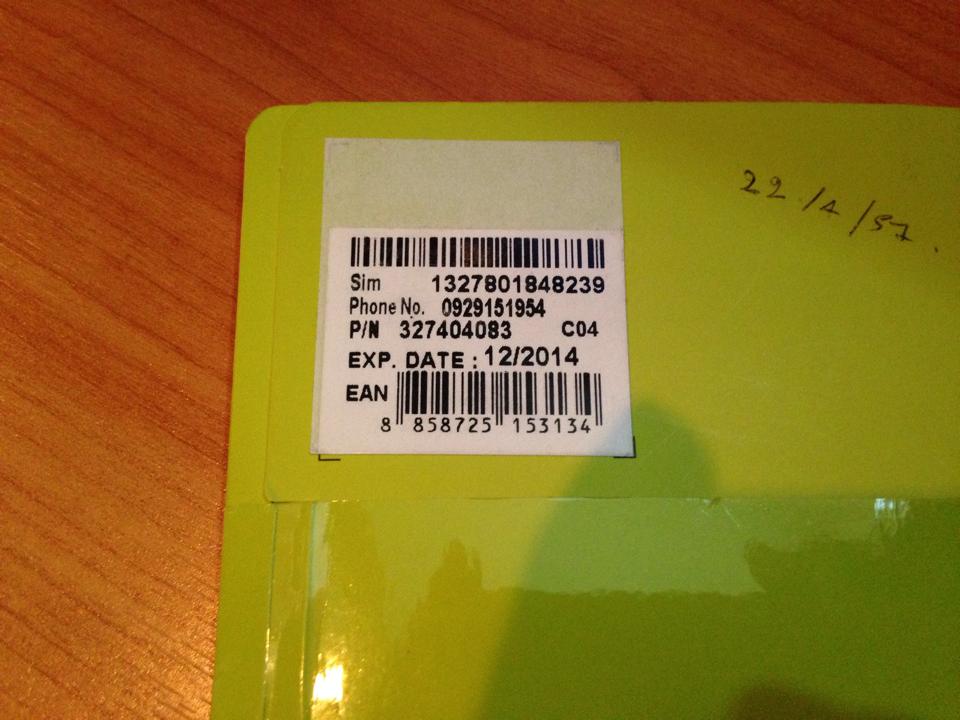 Sim 1327801848239
Phone No. 0929151954
P/N 327404083 C04
EXP. DATE : 12/2014
EAN
8 858725 153134
22/4/57.